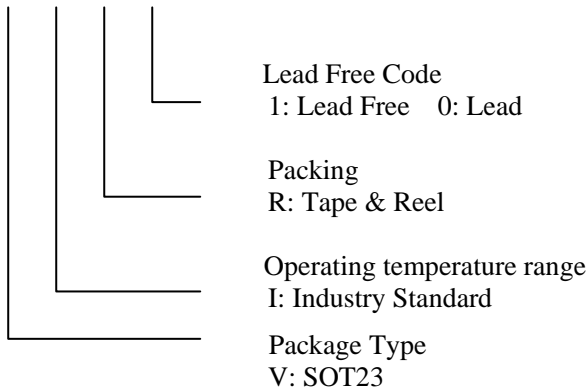 Lead Free Code
1: Lead Free 0: Lead
Packing
R: Tape & Reel
Operating temperature range
I: Industry Standard
Package Type
V: SOT23